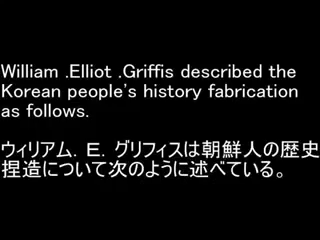 William .Elliot .Griffis described the
Korean people's history fabrication
as follows.
ウィリアム．Ｅ．グリフィスは朝鮮人の歴史
捏造について次のように述べている。